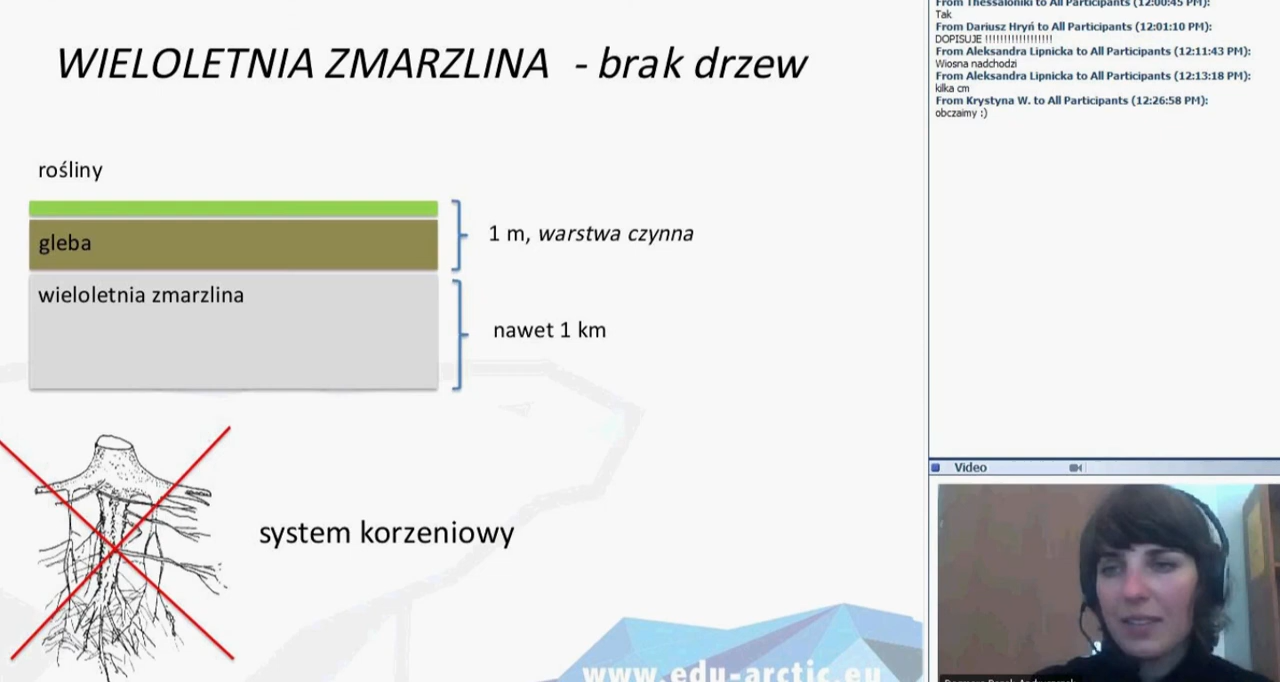 WIELOLETNIA ZMARZLINA - brak drzew
rośliny
gleba
1 m, warstwa czynna
wieloletnia zmarzlina
nawet 1 km
system korzeniowy
www.edu-arctic.eu
From Thessaloniki to All Participants (12:00:45 PM):
Tak
From Dariusz Hryń to All Participants (12:01:10 PM):
DOPISUJE !!!!!!!!!!!!!!!!!!
From Aleksandra Lipnicka to All Participants (12:11:43 PM):
Wiosna nadchodzi
From Aleksandra Lipnicka to All Participants (12:13:18 PM):
kilka cm
From Krystyna W. to All Participants (12:26:58 PM):
obczaimy :)
Video